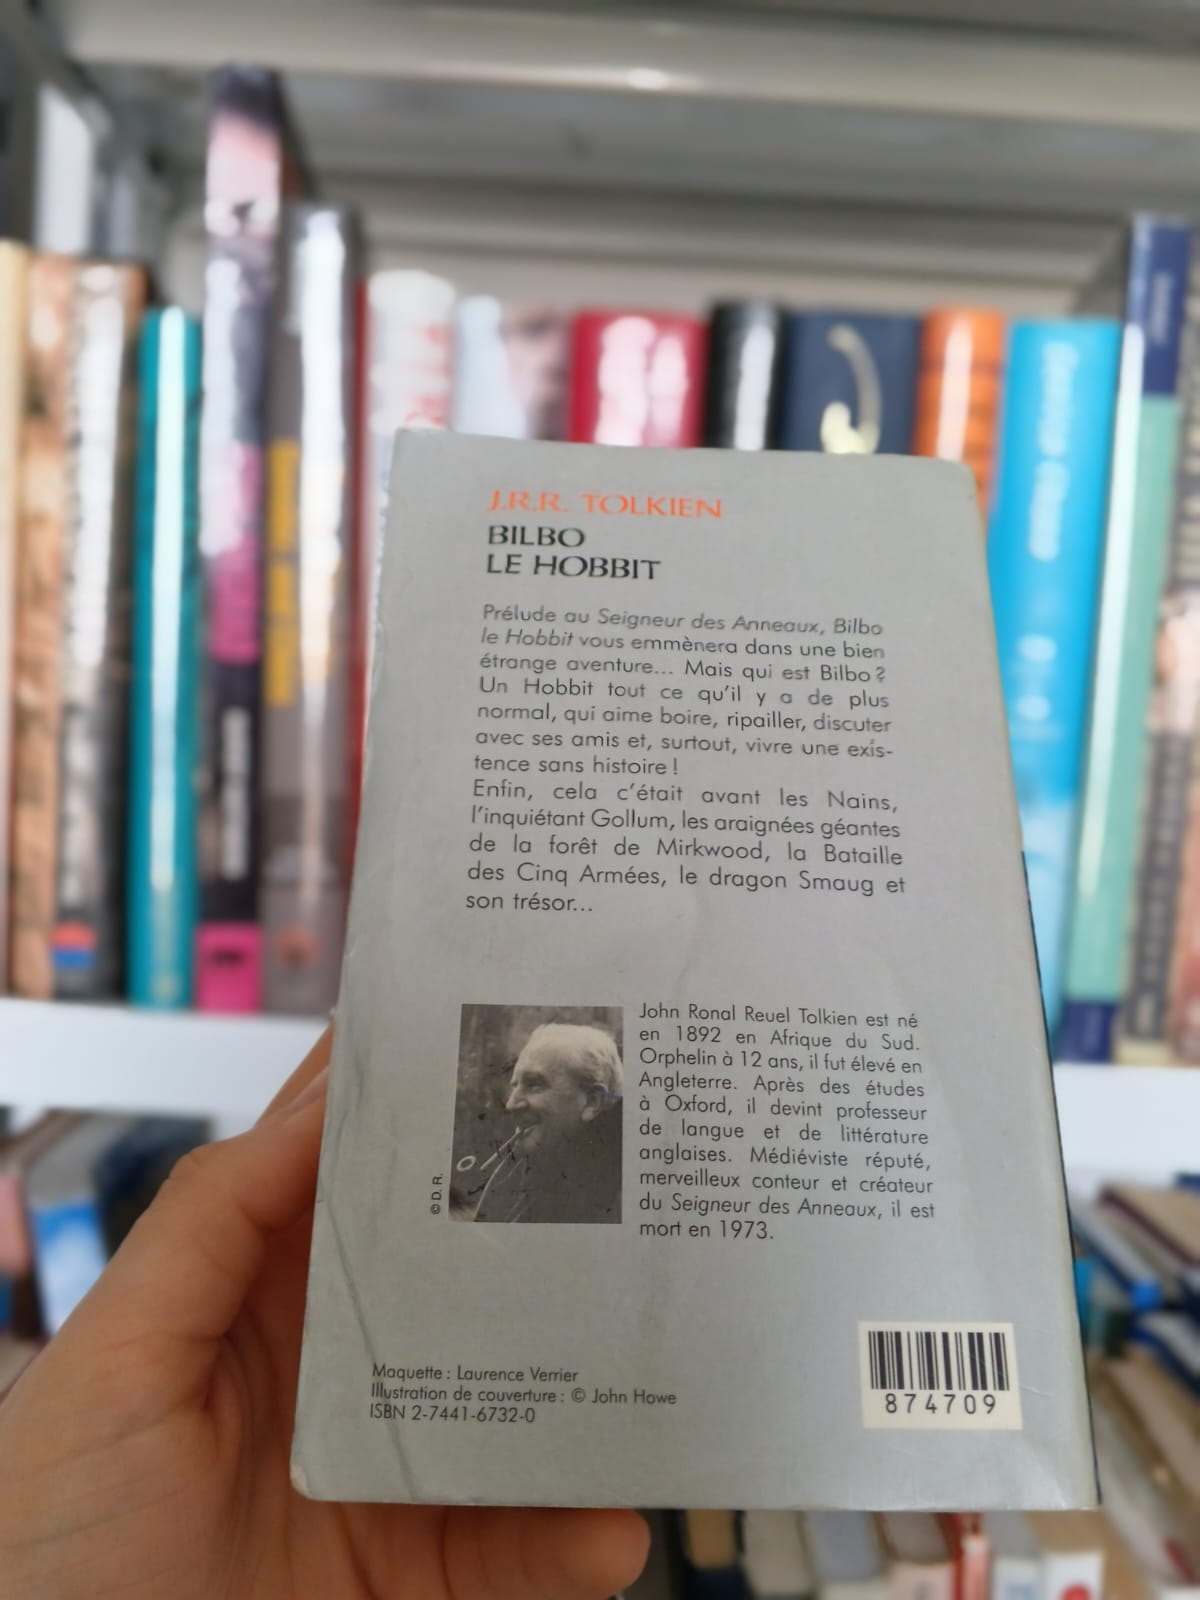 J.R.R. TOLKIEN
BILBO
LE HOBBIT
Prélude au Seigneur des Anneaux, Bilbo
le Hobbit vous emmènera dans une bien
étrange aventure... Mais qui est Bilbo ?
Un Hobbit tout ce qu'il y a de plus
normal, qui aime boire, ripailler, discuter
avec ses amis et, surtout, vivre une exis-
tence sans histoire !
Enfin, cela c'était avant les Nains,
l'inquiétant Gollum, les araignées géantes
de la forêt de Mirkwood, la Bataille
des Cinq Armées, le dragon Smaug et
son trésor...
John Ronal Reuel Tolkien est né
en 1892 en Afrique du Sud.
Orphelin à 12 ans, il fut élevé en
Angleterre. Après des études
à Oxford, il devint professeur
de langue et de littérature
anglaises. Médiéviste réputé,
merveilleux conteur et créateur
du Seigneur des Anneaux, il est
mort en 1973.
© D. R.
Maquette : Laurence Verrier
Illustration de couverture : © John Howe
ISBN 2-7441-6732-0
874709